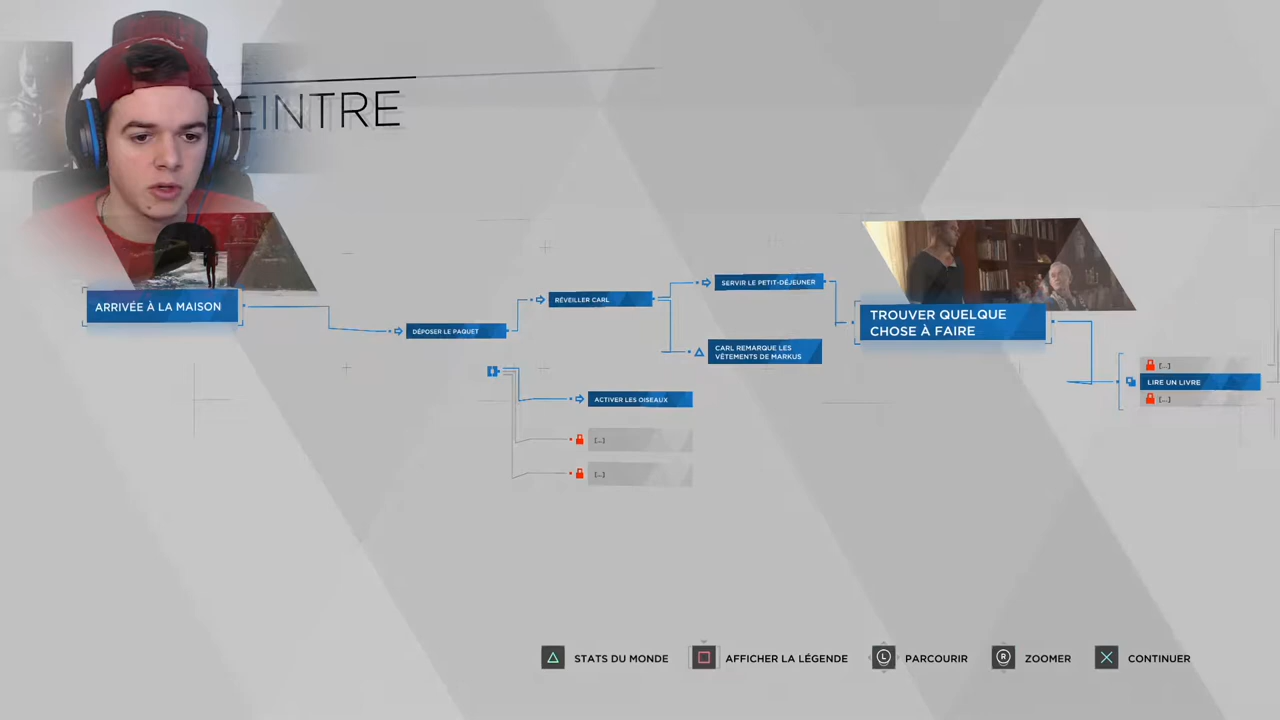 EINTRE
ARRIVÉE À LA MAISON
DÉPOSER LE PAQUET
RÉVEILLER CARL
SERVIR LE PETIT-DÉJEUNER
CARL REMARQUE LES
VÊTEMENTS DE MARKUS
ACTIVER LES OISEAUX
[...]
[...]
TROUVER QUELQUE
CHOSE À FAIRE
[...]
LIRE UN LIVRE
[...]
STATS DU MONDE
AFFICHER LA LÉGENDE
L PARCOURIR
R ZOOMER
CONTINUER